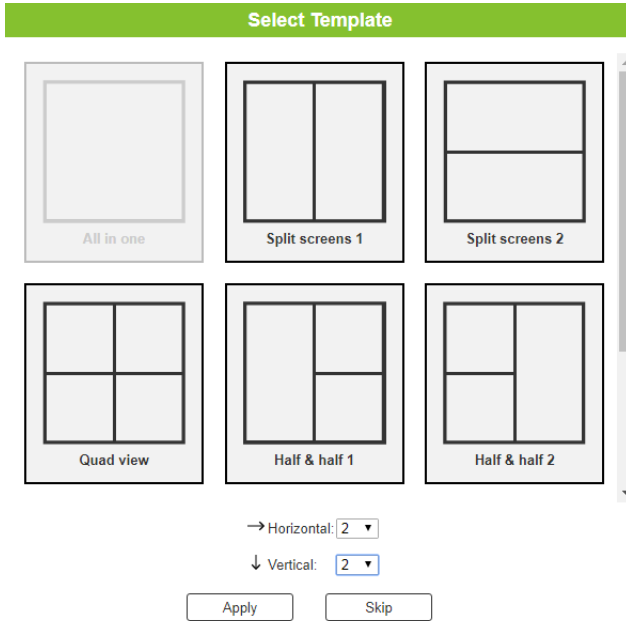 Select Template
All in one
Split screens 1
Split screens 2
Quad view
Half & half 1
Half & half 2
→ Horizontal: 2
↓ Vertical: 2
Apply
Skip